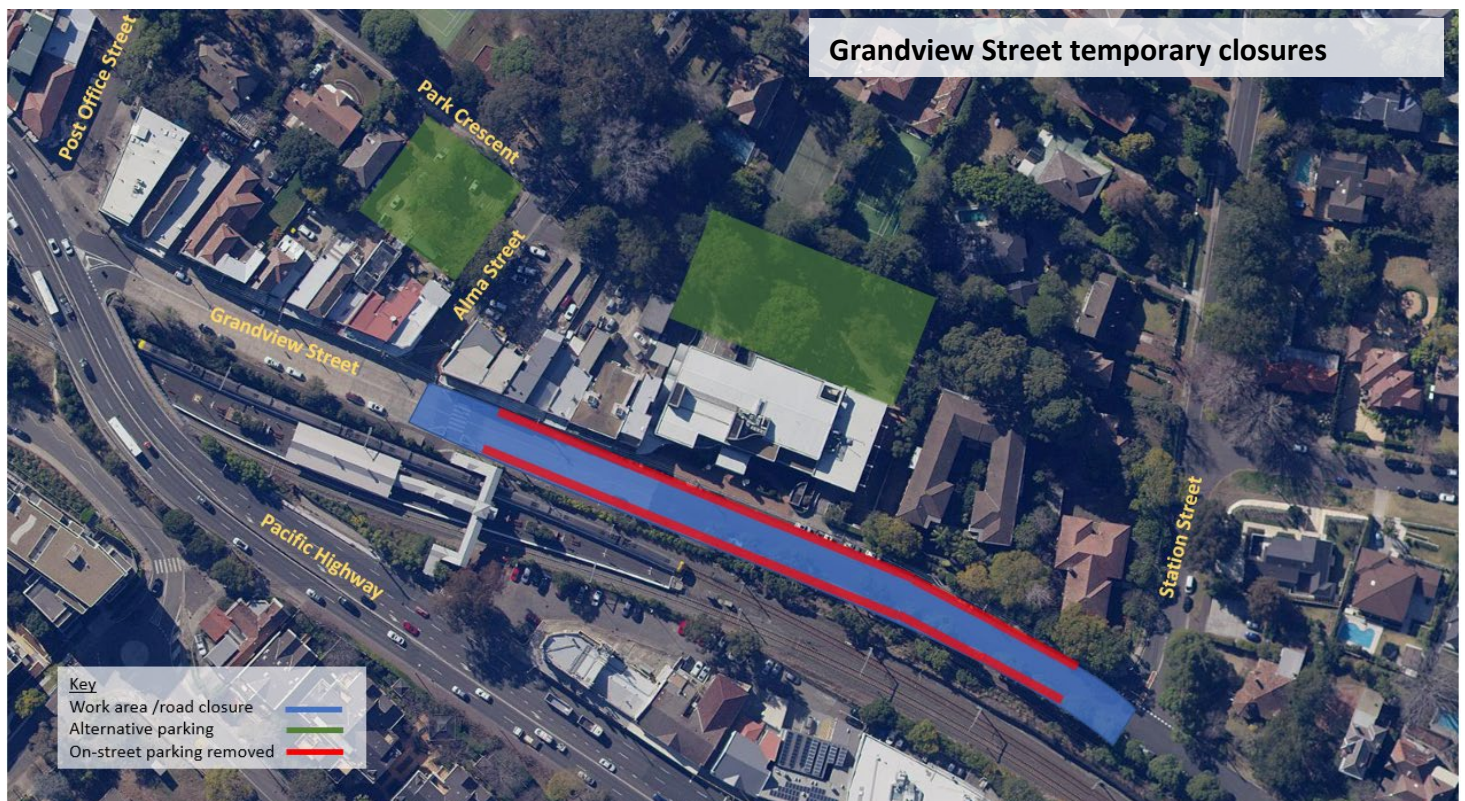 Grandview Street temporary closures
Post Office Street
Park Crescent
Alma Street
Grandview Street
Pacific Highway
Station Street
Key
Work area /road closure
Alternative parking
On-street parking removed